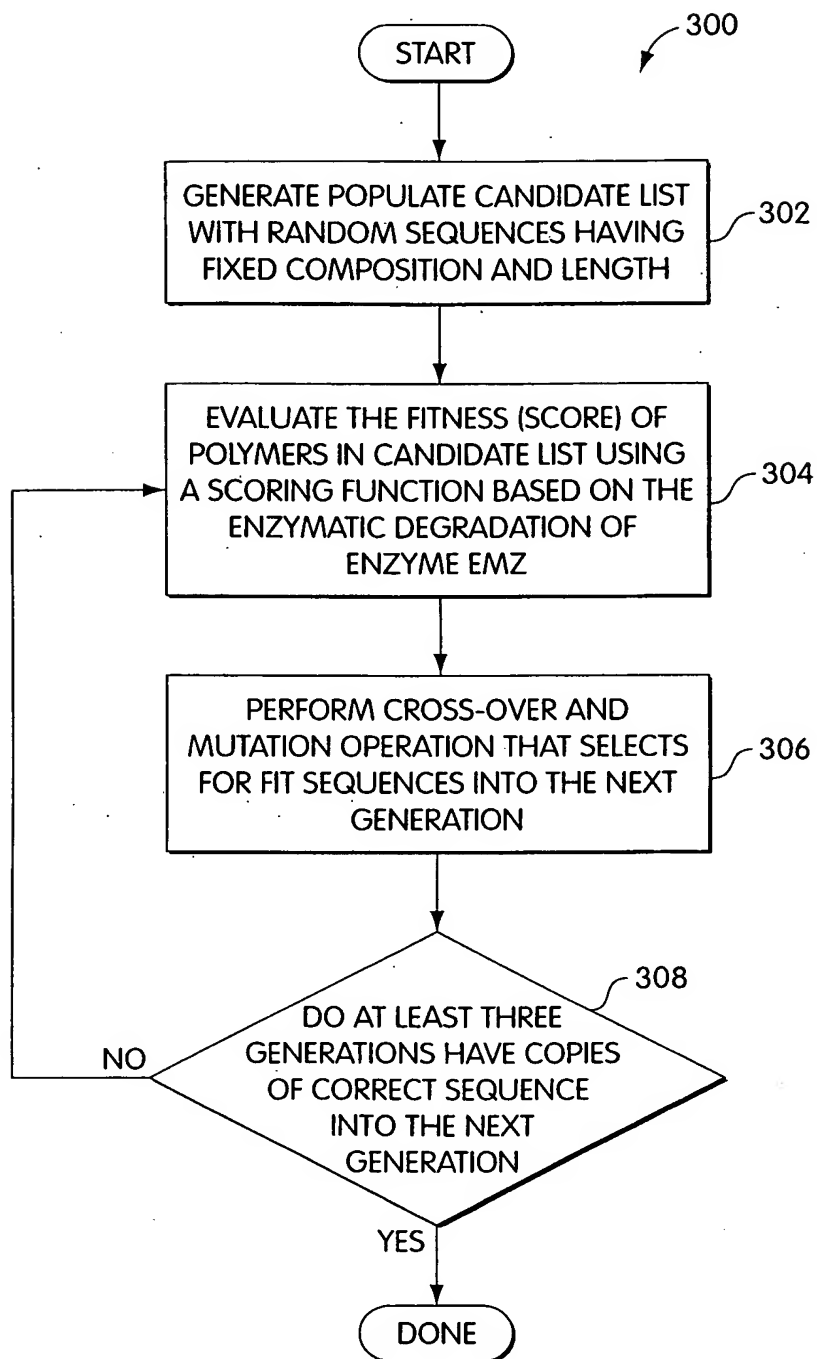 300
START
GENERATE POPULATE CANDIDATE LIST
WITH RANDOM SEQUENCES HAVING
FIXED COMPOSITION AND LENGTH
302
EVALUATE THE FITNESS (SCORE) OF
POLYMERS IN CANDIDATE LIST USING
A SCORING FUNCTION BASED ON THE
ENZYMATIC DEGRADATION OF
ENZYME EMZ
304
PERFORM CROSS-OVER AND
MUTATION OPERATION THAT SELECTS
FOR FIT SEQUENCES INTO THE NEXT
GENERATION
306
308
DO AT LEAST THREE
GENERATIONS HAVE COPIES
OF CORRECT SEQUENCE
INTO THE NEXT
GENERATION
NO
YES
DONE